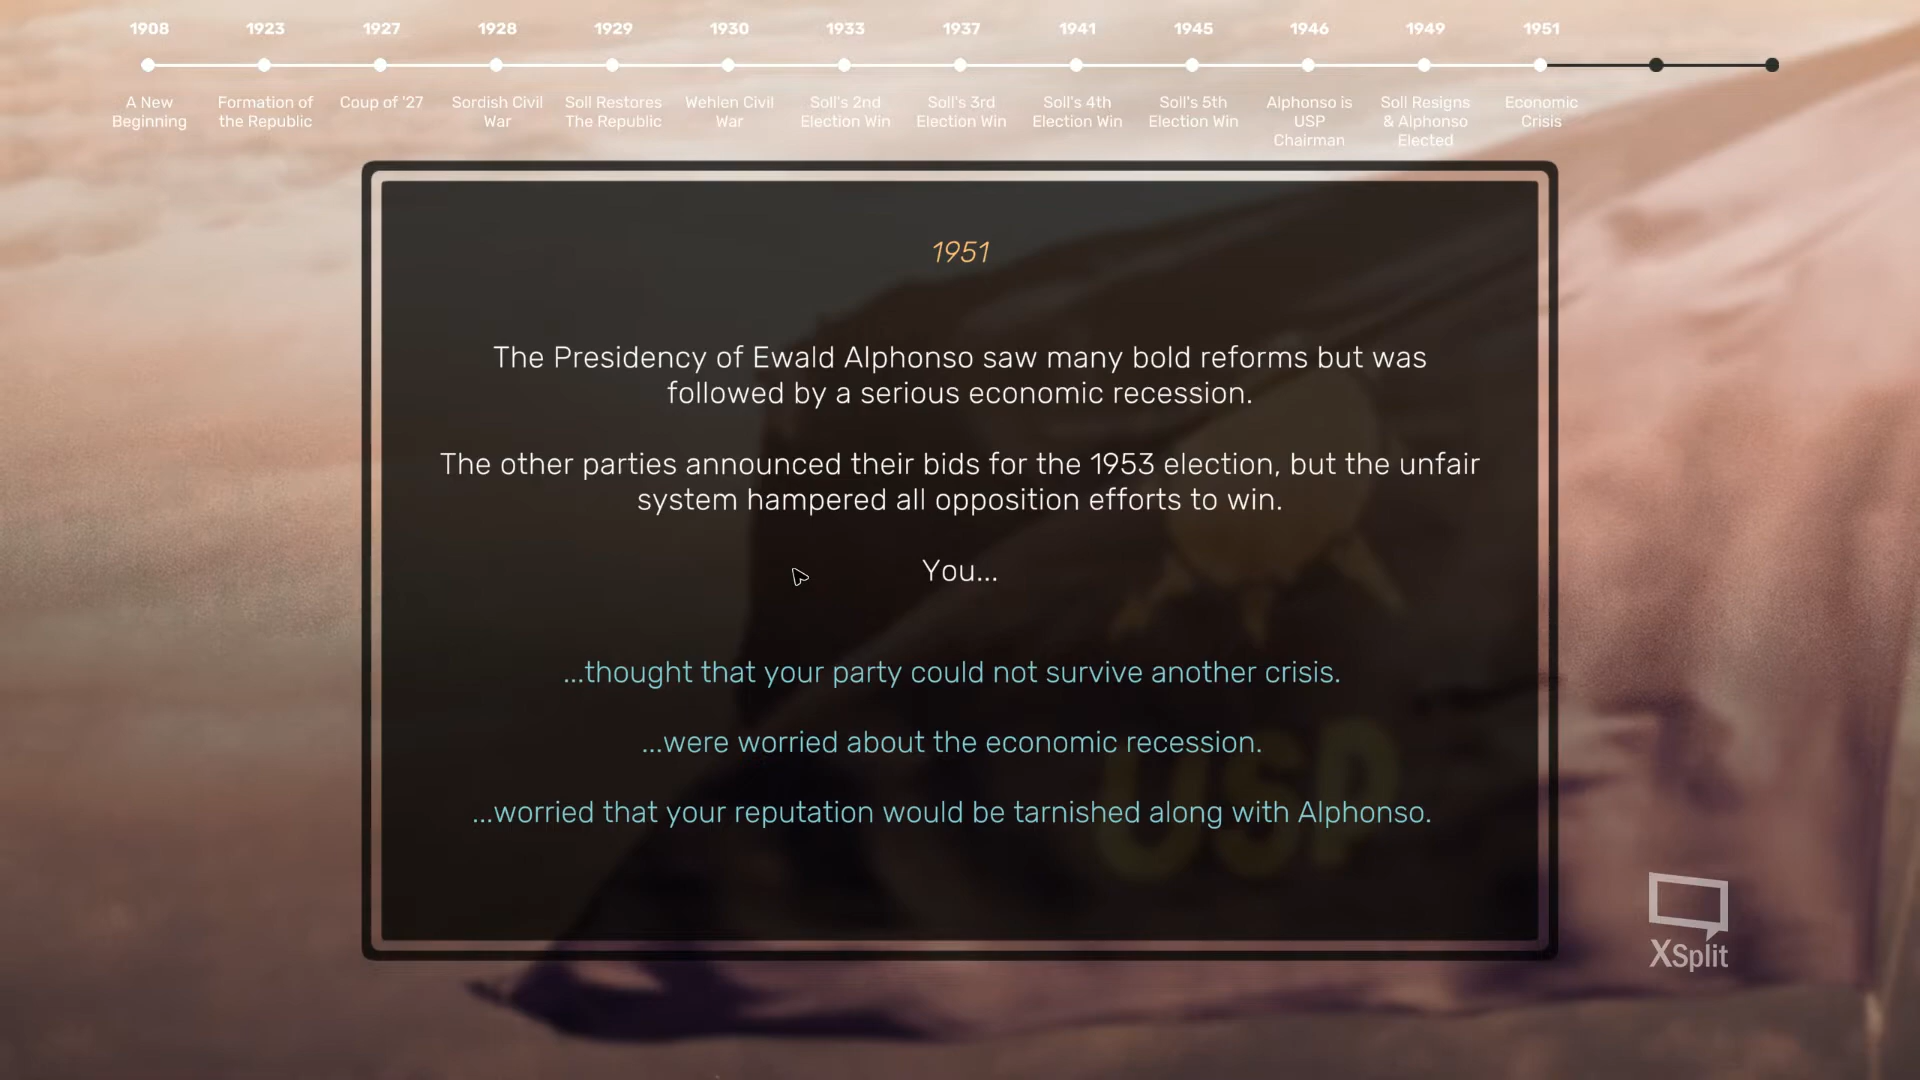 1908
1923
1927
1928
1929
1930
1933
1937
1941
1945
1946
1949
1951
A New
Beginning
Formation of
the Republic
Coup of '27
Sordish Civil
War
Soll Restores
The Republic
Wehlen Civil
War
Soll's 2nd
Election Win
Soll's 3rd
Election Win
Soll's 4th
Election Win
Soll's 5th
Election Win
Alphonso is
USP
Chairman
Soll Resigns
& Alphonso
Elected
Economic
Crisis
1951
The Presidency of Ewald Alphonso saw many bold reforms but was
followed by a serious economic recession.
The other parties announced their bids for the 1953 election, but the unfair
system hampered all opposition efforts to win.
You...
...thought that your party could not survive another crisis.
...were worried about the economic recession.
...worried that your reputation would be tarnished along with Alphonso.
USP
XSplit